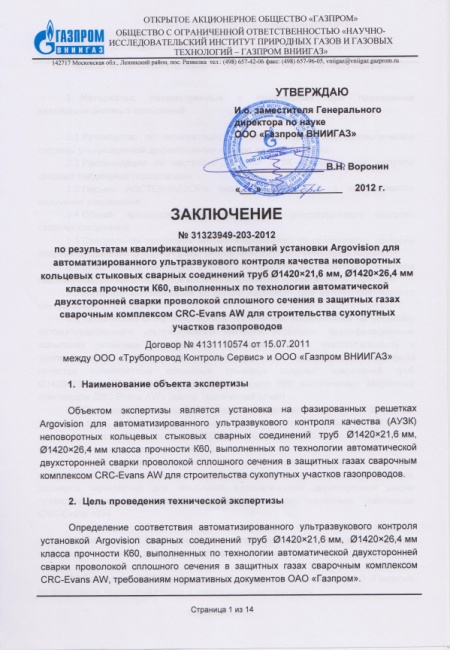 ГАЗПРОМ
ВНИИГАЗ
ОТКРЫТОЕ АКЦИОНЕРНОЕ ОБЩЕСТВО «ГАЗПРОМ»
ОБЩЕСТВО С ОГРАНИЧЕННОЙ ОТВЕТСТВЕННОСТЬЮ «НАУЧНО-
ИССЛЕДОВАТЕЛЬСКИЙ ИНСТИТУТ ПРИРОДНЫХ ГАЗОВ И ГАЗОВЫХ
ТЕХНОЛОГИЙ – ГАЗПРОМ ВНИИГАЗ»
142717 Московская обл., Ленинский район, пос. Развилка тел.: (498) 657-42-06 факс: (498) 657-96-05, vniigaz@vniigaz.gazprom.ru
УТВЕРЖДАЮ
И.о. заместителя Генерального
директора по науке
ООО «Газпром ВНИИГАЗ»
В.Н. Воронин
2012 г.
ЗАКЛЮЧЕНИЕ
№ 31323949-203-2012
по результатам квалификационных испытаний установки Argovision для
автоматизированного ультразвукового контроля качества неповоротных
кольцевых стыковых сварных соединений труб Ø1420×21,6 мм, Ø1420×26,4 мм
класса прочности К60, выполненных по технологии автоматической
двухсторонней сварки проволокой сплошного сечения в защитных газах
сварочным комплексом CRC-Evans AW для строительства сухопутных
участков газопроводов
Договор № 4131110574 от 15.07.2011
между ООО «Трубопровод Контроль Сервис» и ООО «Газпром ВНИИГАЗ»
1. Наименование объекта экспертизы
Объектом экспертизы является установка на фазированных решетках
Argovision для автоматизированного ультразвукового контроля качества (АУЗК)
неповоротных кольцевых стыковых сварных соединений труб Ø1420×21,6 мм,
Ø1420×26,4 мм класса прочности К60, выполненных по технологии автоматической
двухсторонней сварки проволокой сплошного сечения в защитных газах сварочным
комплексом CRC-Evans AW для строительства сухопутных участков газопроводов.
2. Цель проведения технической экспертизы
Определение соответствия автоматизированного ультразвукового контроля
установкой Argovision сварных соединений труб Ø1420×21,6 мм, Ø1420×26,4 мм
класса прочности К60, выполненных по технологии автоматической двухсторонней
сварки проволокой сплошного сечения в защитных газах сварочным комплексом
CRC-Evans AW, требованиям нормативных документов ОАО «Газпром».
Страница 1 из 14